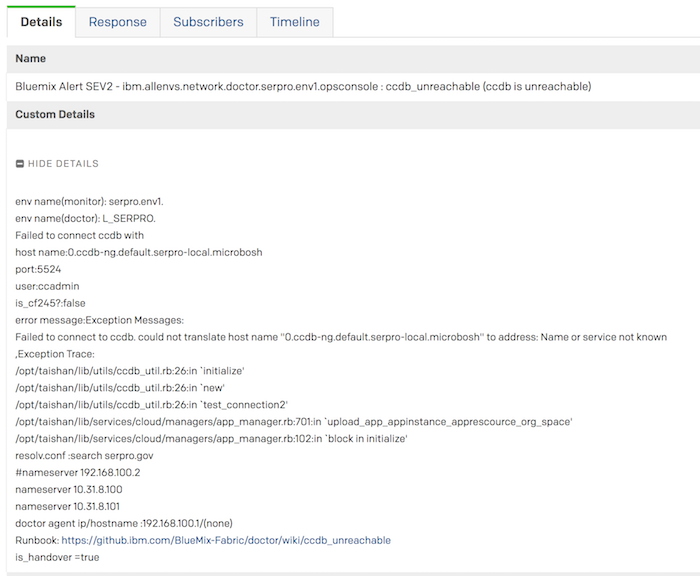 Details Response Subscribers Timeline
Name
Bluemix Alert SEV2 - ibm.allenvs.network.doctor.serpro.env1.opsconsole : ccdb_unreachable (ccdb is unreachable)
Custom Details
HIDE DETAILS
env name(monitor): serpro.env1.
env name(doctor): L_SERPRO.
Failed to connect ccdb with
host name:0.ccdb-ng.default.serpro-local.microbosh
port:5524
user:ccadmin
is_cf245?:false
error message:Exception Messages:
Failed to connect to ccdb. could not translate host name "0.ccdb-ng.default.serpro-local.microbosh" to address: Name or service not known
,Exception Trace:
/opt/taishan/lib/utils/ccdb_util.rb:26:in `initialize'
/opt/taishan/lib/utils/ccdb_util.rb:26:in `new'
/opt/taishan/lib/utils/ccdb_util.rb:26:in `test_connection2'
/opt/taishan/lib/services/cloud/managers/app_manager.rb:701:in `upload_app_appinstance_apprescource_org_space'
/opt/taishan/lib/services/cloud/managers/app_manager.rb:102:in `block in initialize'
resolv.conf :search serpro.gov
#nameserver 192.168.100.2
nameserver 10.31.8.100
nameserver 10.31.8.101
doctor agent ip/hostname :192.168.100.1/(none)
Runbook: https://github.ibm.com/BlueMix-Fabric/doctor/wiki/ccdb_unreachable
is_handover =true